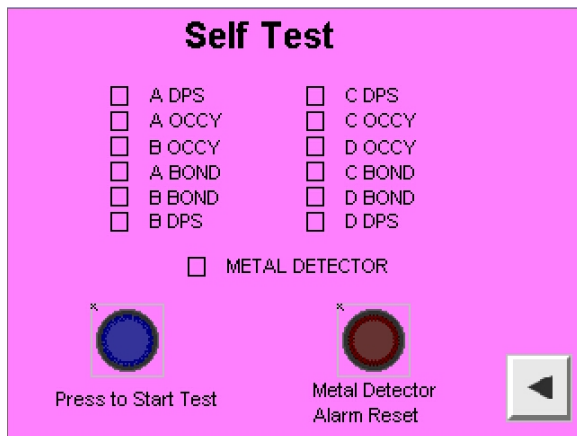 Self Test
A DPS
A OCCY
B OCCY
A BOND
B BOND
B DPS
C DPS
C OCCY
D OCCY
C BOND
D BOND
D DPS
METAL DETECTOR
Press to Start Test
Metal Detector
Alarm Reset